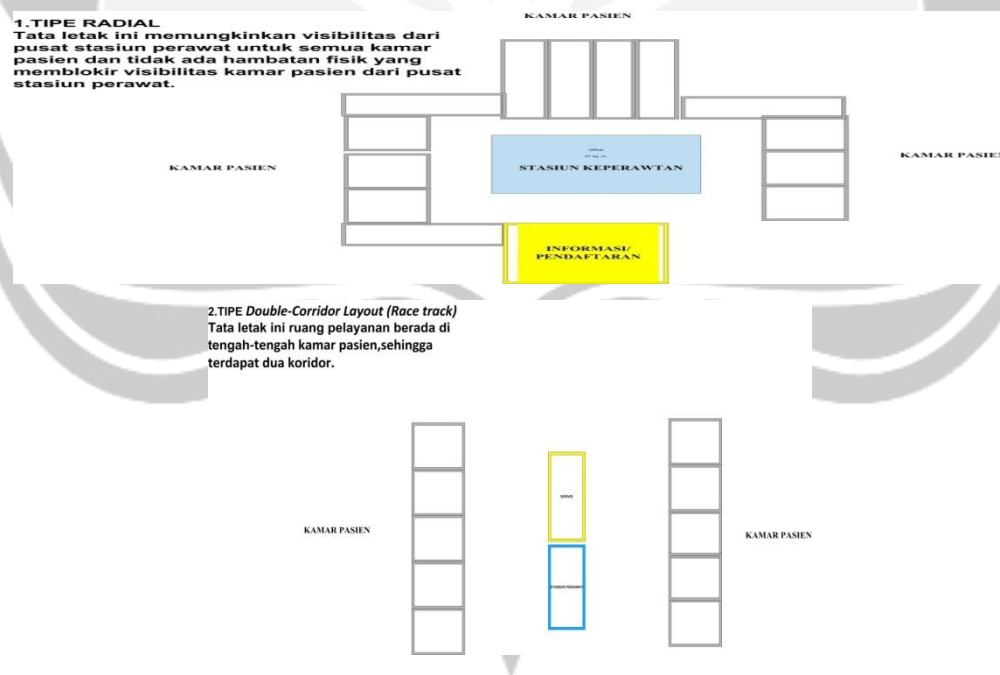 KAMAR PASIEN
1.TIPE RADIAL
Tata letak ini memungkinkan visibilitas dari
pusat stasiun perawat untuk semua kamar
pasien dan tidak ada hambatan fisik yang
memblokir visibilitas kamar pasien dari pusat
stasiun perawat.
KAMAR PASIEN
STASIUN KEPERAWTAN
KAMAR PASIEN
INFORMASI/
PENDAFTARAN
2.TIPE Double-Corridor Layout (Race track)
Tata letak ini ruang pelayanan berada di
tengah-tengah kamar pasien,sehingga
terdapat dua koridor.
KAMAR PASIEN
STASIUN PERAWAT
KAMAR PASIEN